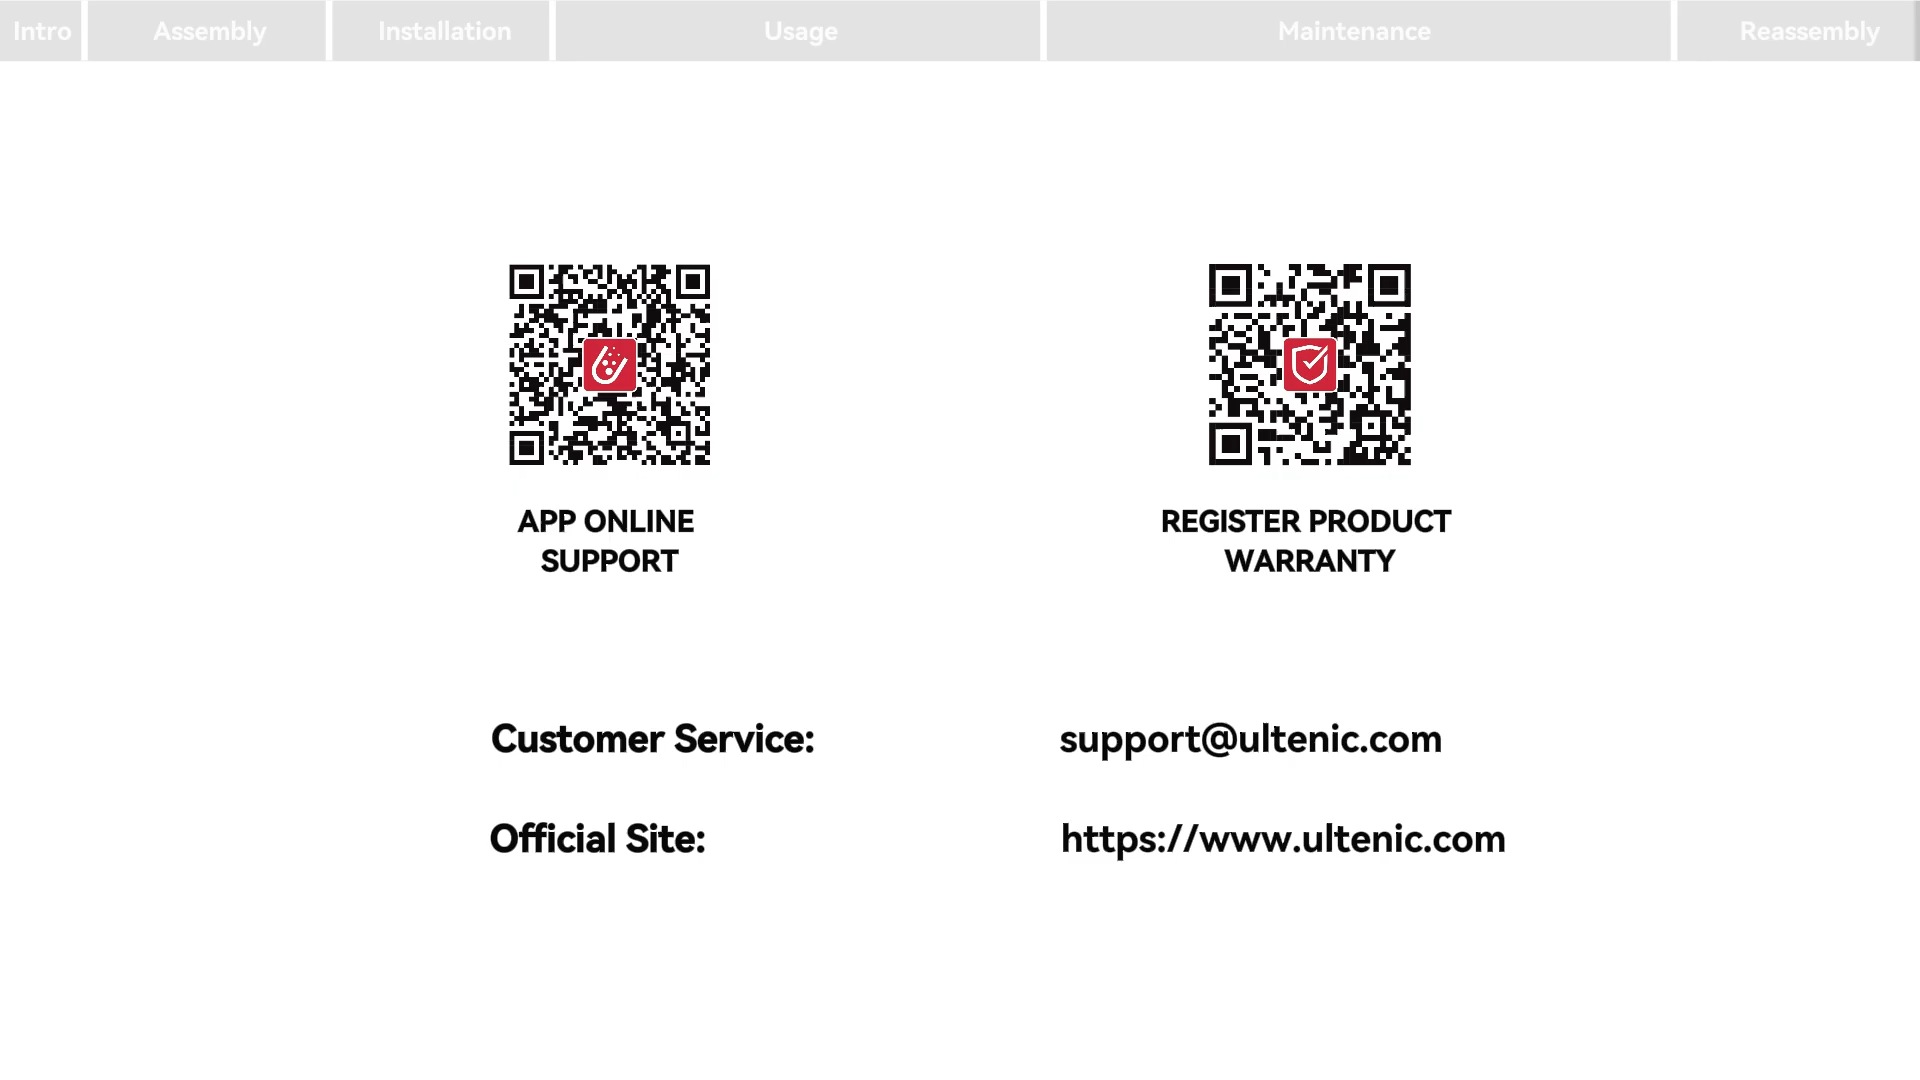 Intro Assembly Installation Usage Maintenance Reassembly
APP ONLINE
SUPPORT
REGISTER PRODUCT
WARRANTY
Customer Service: support@ultenic.com
Official Site: https://www.ultenic.com